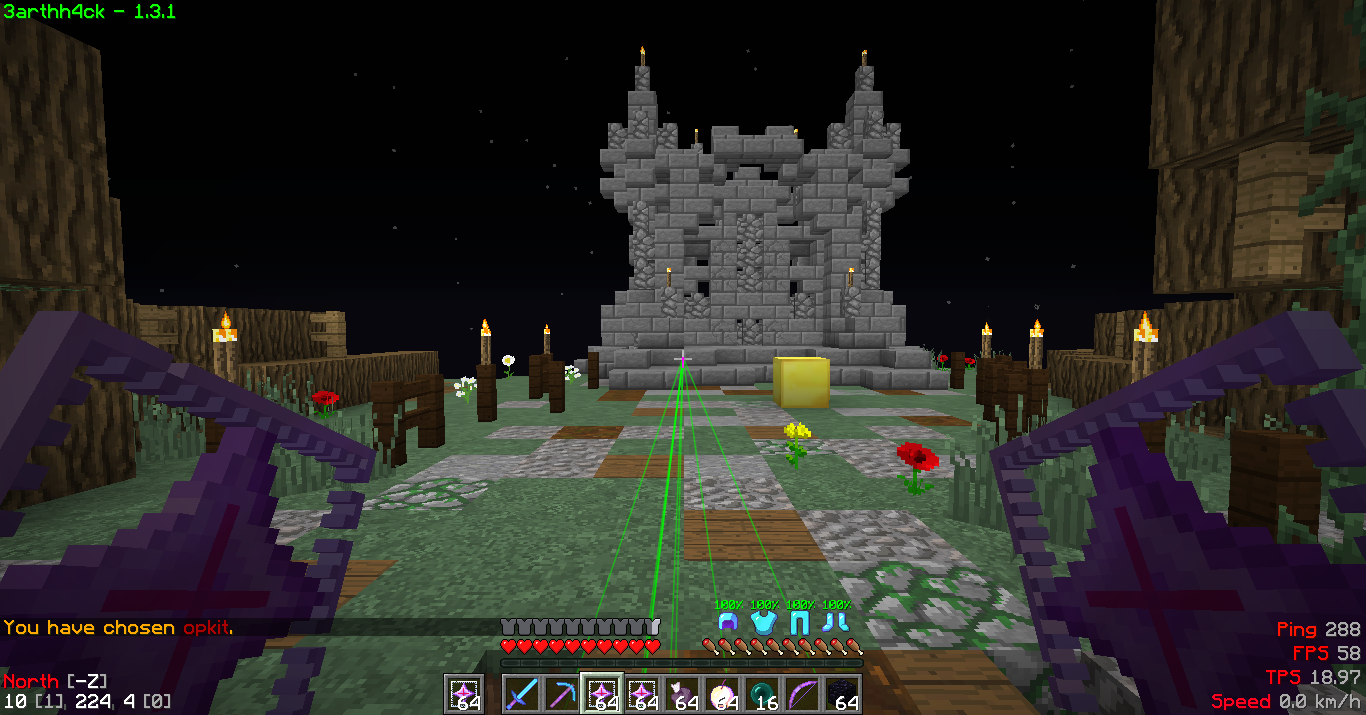 3arthh4ck - 1.3.1
100% 100% 100% 100%
You have chosen opkit.
Ping 288
FPS 58
North [-Z]
TPS 18.97
10 [1], 224, 4 [0]
Speed 0.0 km/h
64 64 64 64 64 16 64